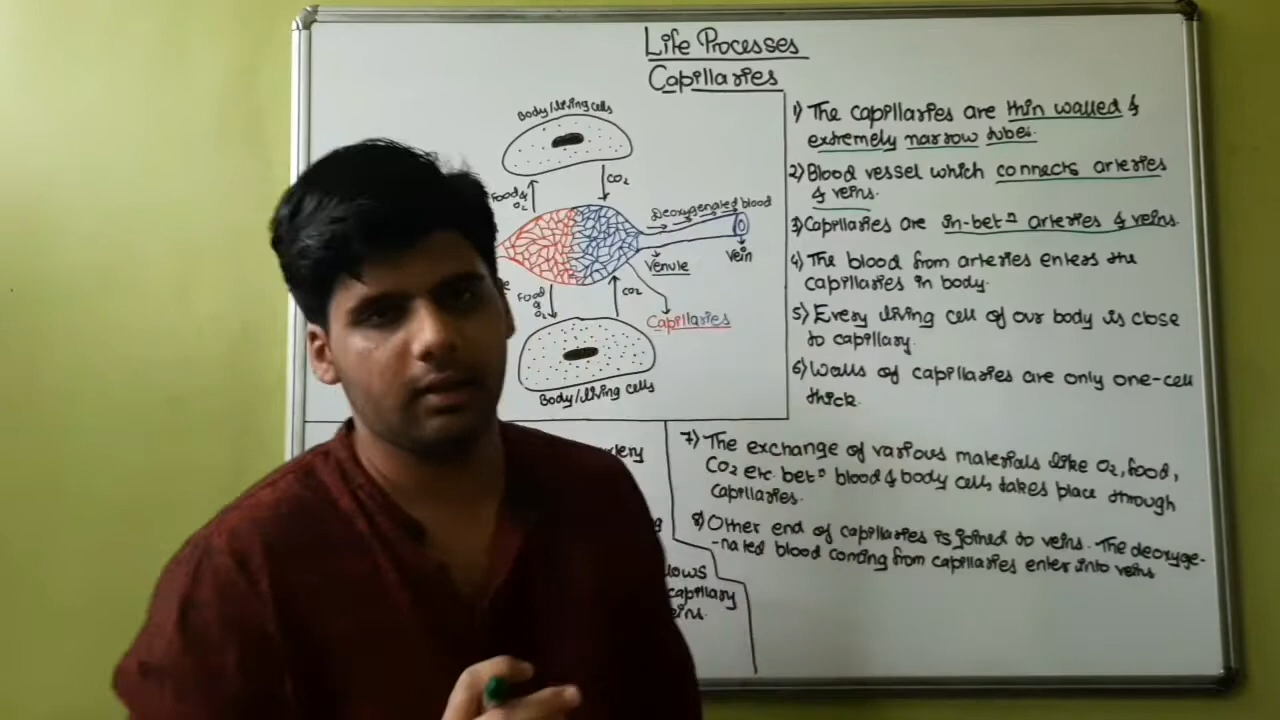 Life Processes
Capillaries
Body/living cells
Food & O2
CO2
Deoxygenated blood
Venule
Vein
Food & O2
CO2
Capillaries
Body/living cells
1) The capillaries are thin walled &
extremely narrow tubes.
2) Blood vessel which connects arteries
& veins.
3) Capillaries are in-betⁿ arteries & veins.
4) The blood from arteries enters the
capillaries in body.
5) Every living cell of our body is close
to capillary.
6) Walls of capillaries are only one-cell
thick.
7) The exchange of various materials like O2, food,
CO2 etc. betⁿ blood & body cells takes place through
capillaries.
8) Other end of capillaries is joined to veins. The deoxyge-
-nated blood coming from capillaries enter into veins
capillary